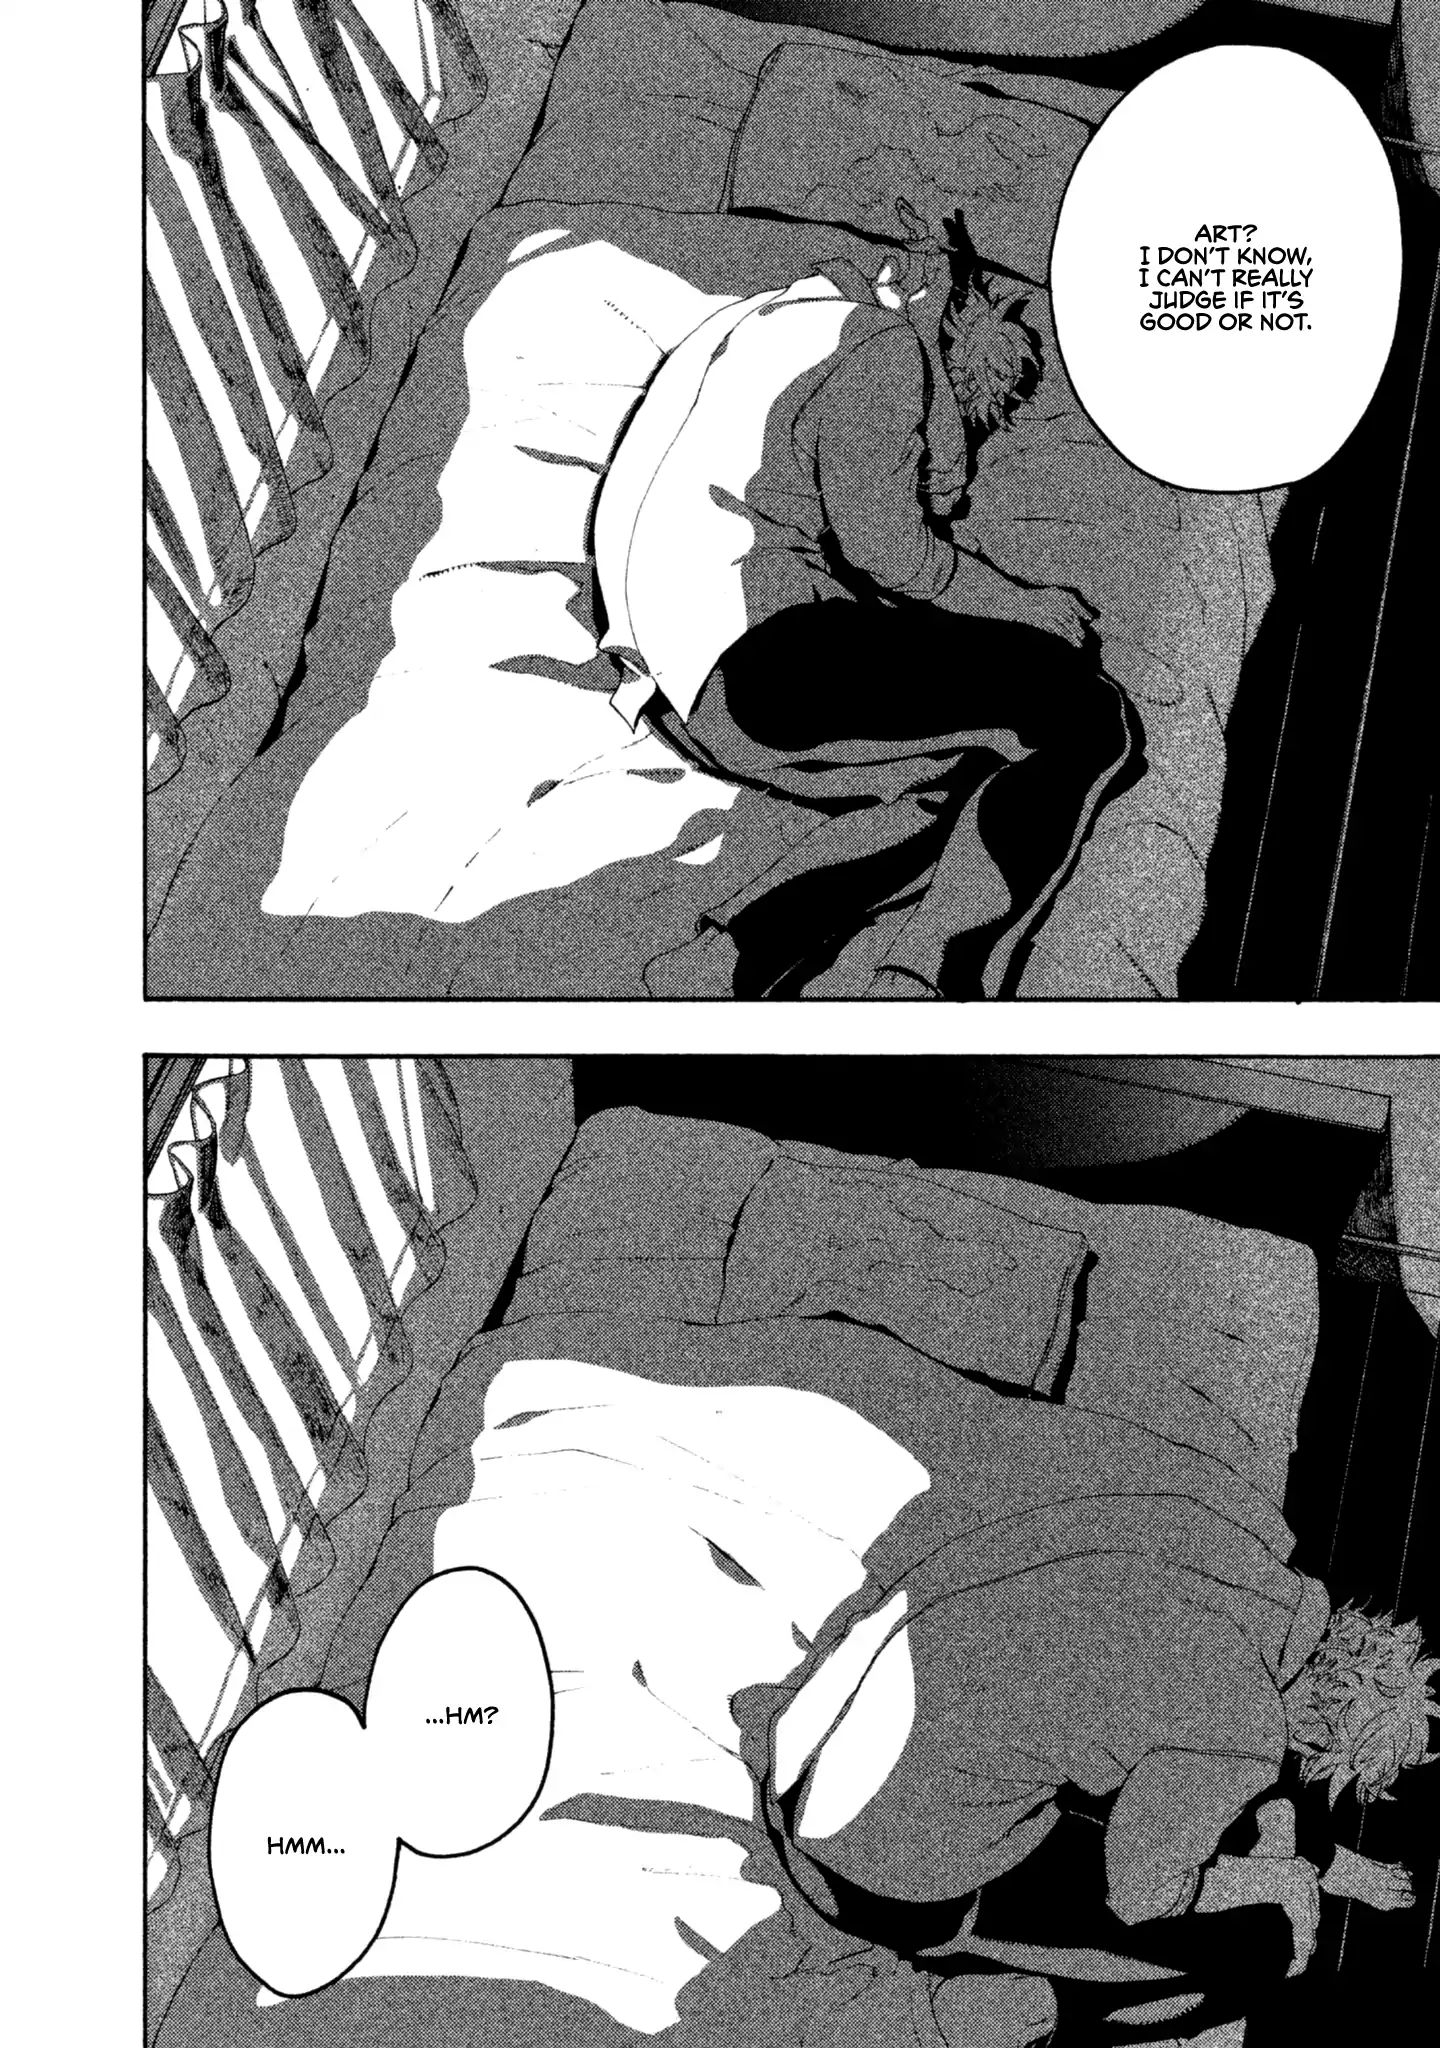 ART?
I DON'T KNOW,
I CAN'T REALLY
JUDGE IF IT'S
GOOD OR NOT.
...HM?
HMM...